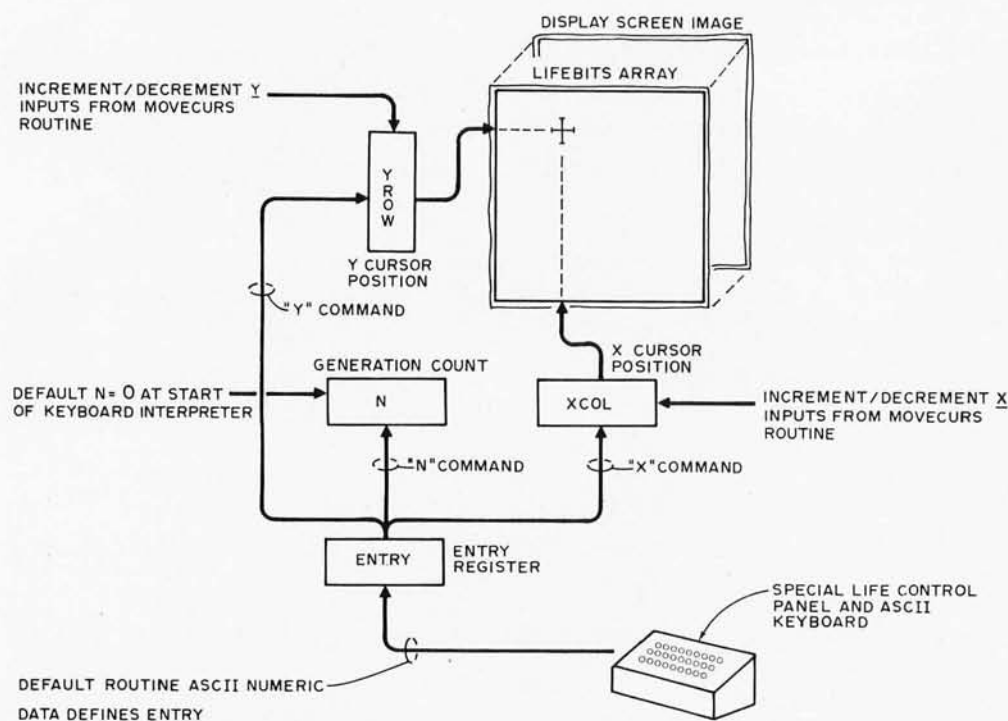 DISPLAY SCREEN IMAGE
LIFEBITS ARRAY
INCREMENT/DECREMENT Y
INPUTS FROM MOVECURS
ROUTINE
Y
R
O
W
Y CURSOR
POSITION
"Y" COMMAND
GENERATION COUNT
X CURSOR
POSITION
DEFAULT N=0 AT START
OF KEYBOARD INTERPRETER
N
XCOL
INCREMENT/DECREMENT X
INPUTS FROM MOVECURS
ROUTINE
"N" COMMAND
"X" COMMAND
ENTRY
ENTRY
REGISTER
SPECIAL LIFE CONTROL
PANEL AND ASCII
KEYBOARD
DEFAULT ROUTINE ASCII NUMERIC
DATA DEFINES ENTRY